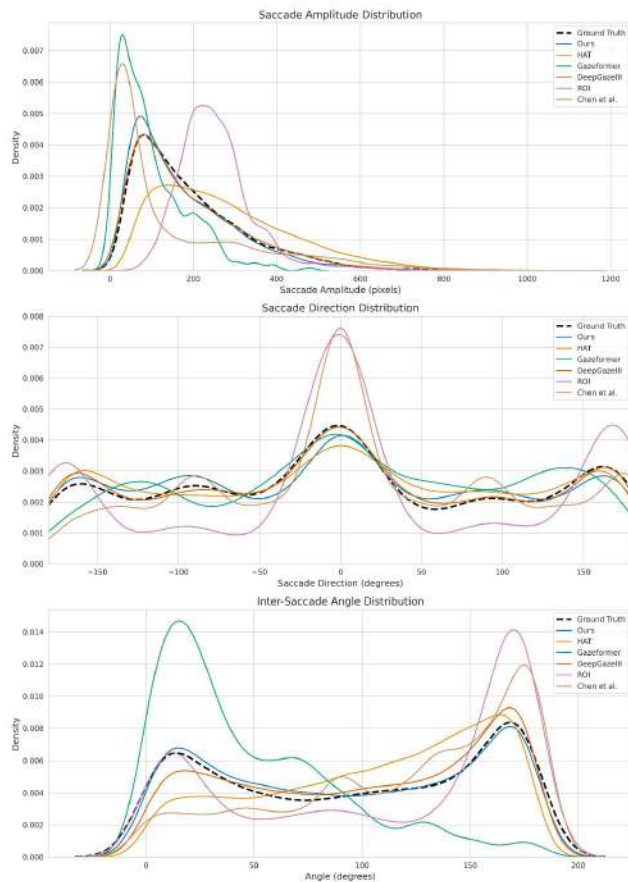 Saccade Amplitude Distribution
Ground Truth
Ours
HAT
Gazeformer
DeepGazeIII
ROI
Chen et al.
0.007
0.006
0.005
0.004
0.003
0.002
0.001
0.000
Density
0
200
400
600
800
1000
1200
Saccade Amplitude (pixels)
Saccade Direction Distribution
Ground Truth
Ours
HAT
Gazeformer
DeepGazeIII
ROI
Chen et al.
0.008
0.007
0.006
0.005
0.004
0.003
0.002
0.001
0.000
Density
−150
−100
−50
0
50
100
150
Saccade Direction (degrees)
Inter-Saccade Angle Distribution
Ground Truth
Ours
HAT
Gazeformer
DeepGazeIII
ROI
Chen et al.
0.014
0.012
0.010
0.008
0.006
0.004
0.002
0.000
Density
0
50
100
150
200
Angle (degrees)